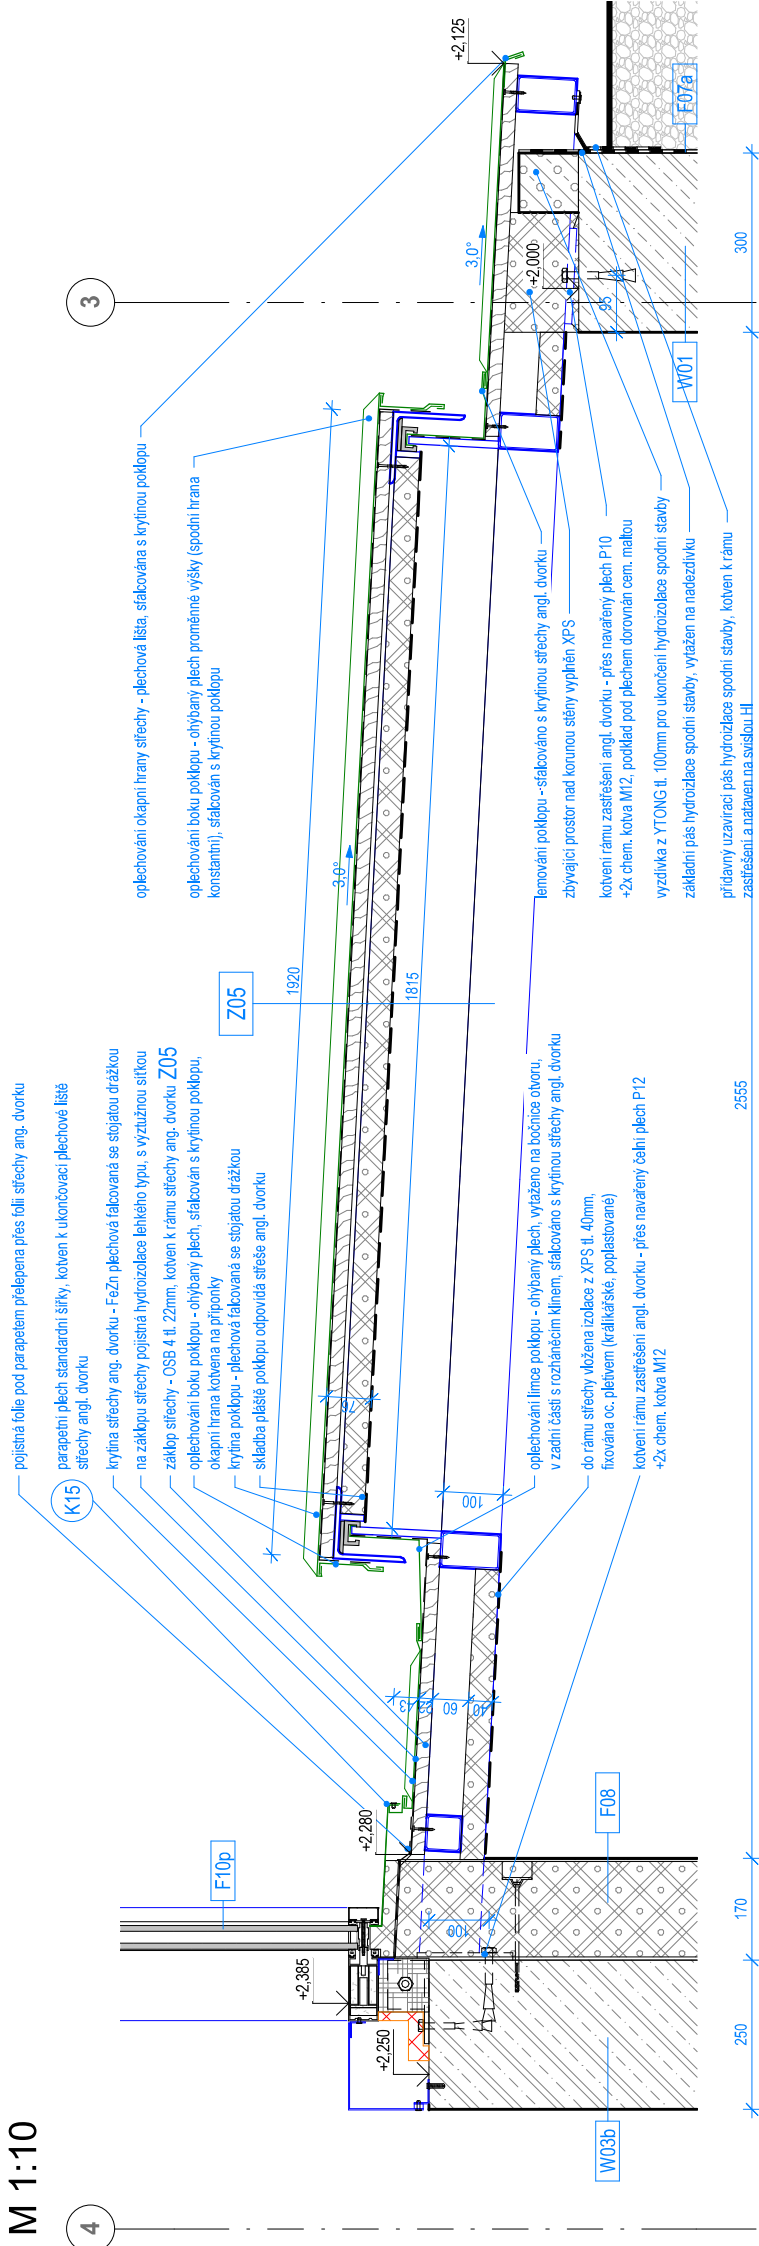 M 1:10
4
3
pojistná folie pod parapetem přelepena přes folii střechy ang. dvorku
parapetní plech standardní šířky, kotven k ukončovací plechové liště
střechy angl. dvorku
K15
krytina střechy ang. dvorku - FeZn plechová falcovaná se stojatou drážkou
na záklopu střechy pojistná hydroizolace lehkého typu, s výztužnou síťkou
záklop střechy - OSB 4 tl. 22mm, kotven k rámu střechy ang. dvorku Z05
oplechování boku poklopu - ohýbaný plech, sfalcován s krytinou poklopu,
okapní hrana kotvena na příponky
krytina poklopu - plechová falcovaná se stojatou drážkou
skladba pláště poklopu odpovídá střeše angl. dvorku
oplechování okapní hrany střechy - plechová lišta, sfalcována s krytinou poklopu
oplechování boku poklopu - ohýbaný plech proměnné výšky (spodní hrana
konstantní), sfalcován s krytinou poklopu
Z05
1920
3,0°
1815
76
100
3,0°
+2,125
+2,000
95
F10p
+2,385
+2,280
+2,250
43
22
60
40
100
oplechování límce poklopu - ohýbaný plech, vytaženo na bočnice otvoru,
v zadní části s rozháněcím klínem, sfalcováno s krytinou střechy angl. dvorku
do rámu střechy vložena izolace z XPS tl. 40mm,
fixována oc. pletivem (králikářské, poplastované)
kotvení rámu zastřešení angl. dvorku - přes navařený čelní plech P12
+2x chem. kotva M12
lemování poklopu - sfalcováno s krytinou střechy angl. dvorku
zbývající prostor nad korunou stěny vyplněn XPS
kotvení rámu zastřešení angl. dvorku - přes navařený plech P10
+2x chem. kotva M12, podklad pod plechem dorovnán cem. maltou
vyzdívka z YTONG tl. 100mm pro ukončení hydroizolace spodní stavby
základní pás hydroizlace spodní stavby, vytažen na nadezdívku
přídavný uzavírací pás hydroizlace spodní stavby, kotven k rámu
zastřešení a nataven na svislou HI
W03b
F08
W01
F07a
250
170
2555
300